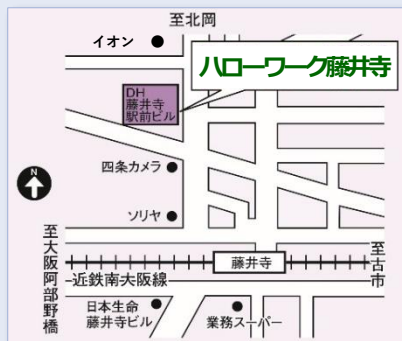 至北岡
イオン
ハローワーク藤井寺
DH
藤井寺
駅前ビル
四条カメラ
N
ソリヤ
至大阪阿部野橋
藤井寺
至古市
近鉄南大阪線
日本生命
藤井寺ビル
業務スーパー